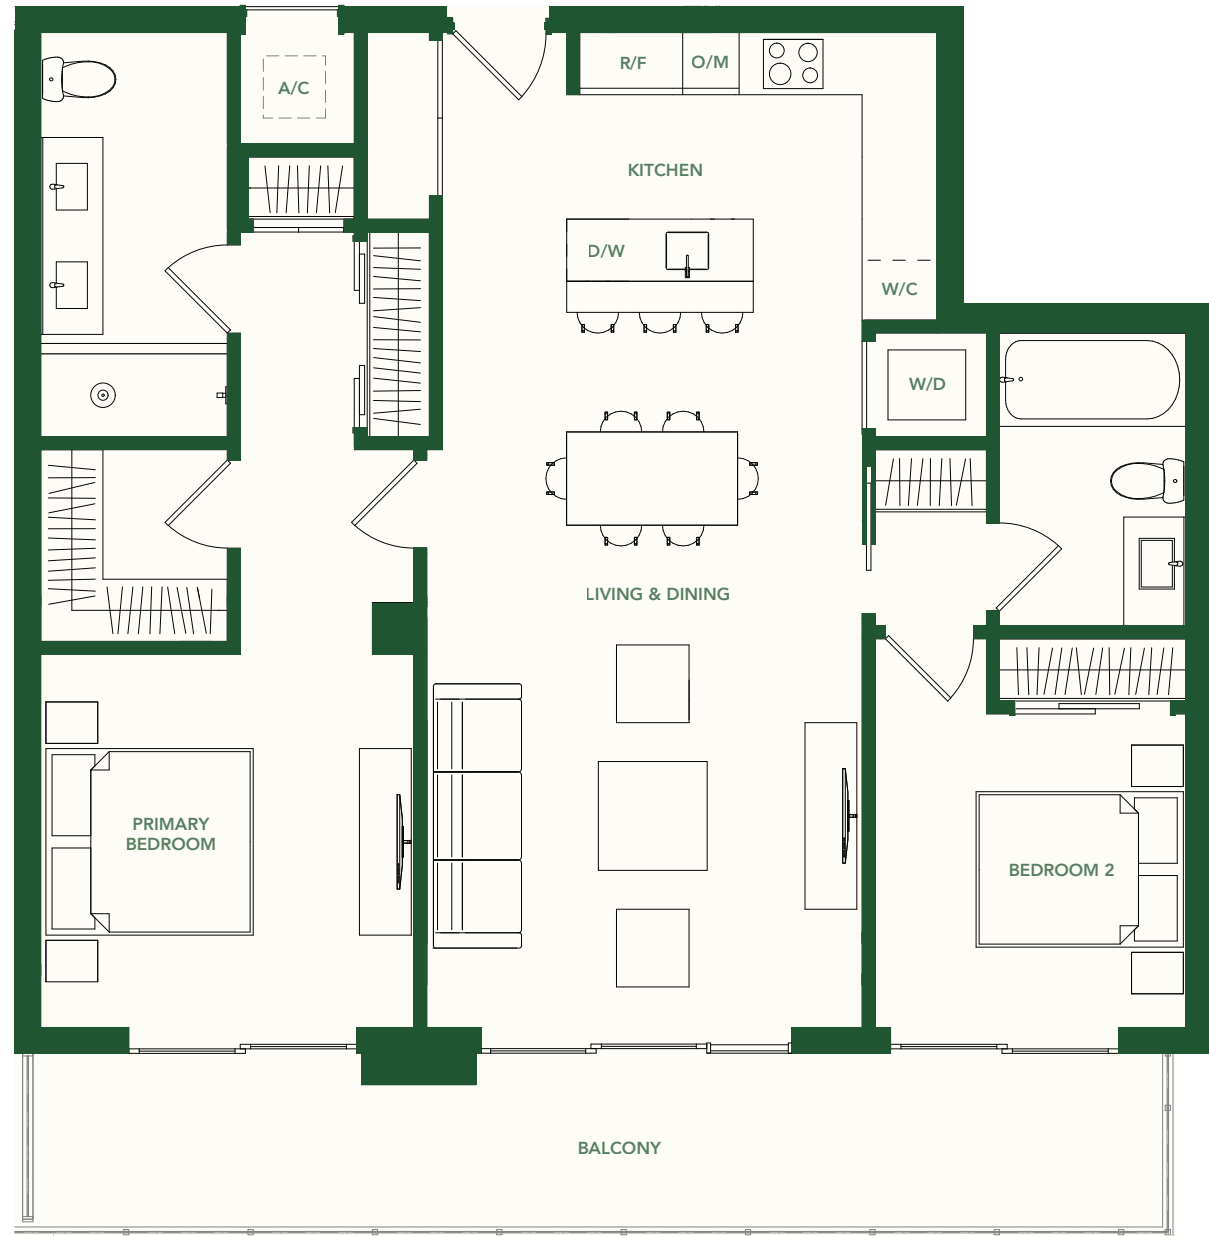 R/F
O/M
A/C
KITCHEN
D/W
W/C
W/D
LIVING & DINING
PRIMARY
BEDROOM
BEDROOM 2
BALCONY